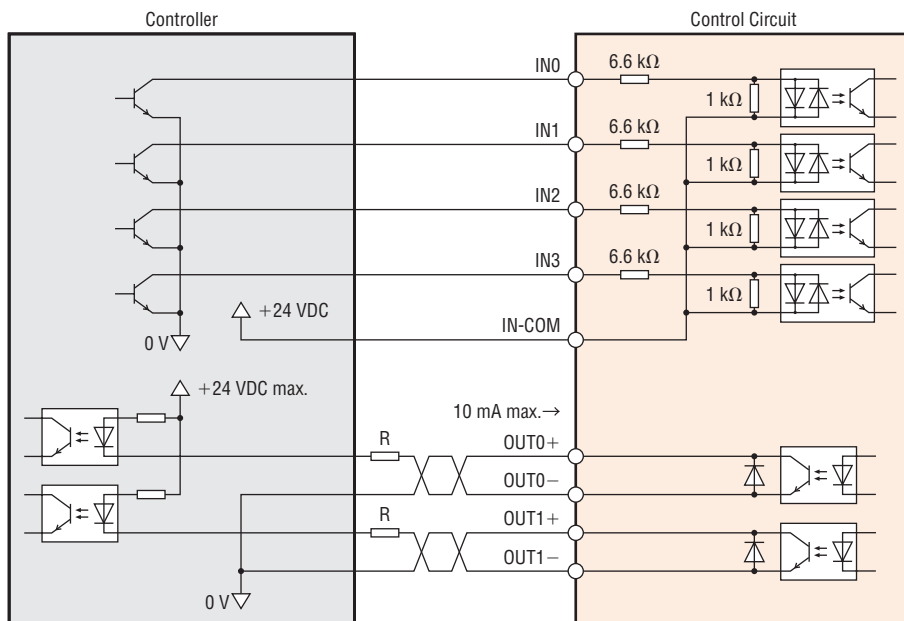 Controller
Control Circuit
IN0
6.6 kΩ
1 kΩ
IN1
6.6 kΩ
1 kΩ
IN2
6.6 kΩ
1 kΩ
IN3
6.6 kΩ
1 kΩ
+24 VDC
IN-COM
0 V
+24 VDC max.
10 mA max.→
R
OUT0+
OUT0−
R
OUT1+
OUT1−
0 V